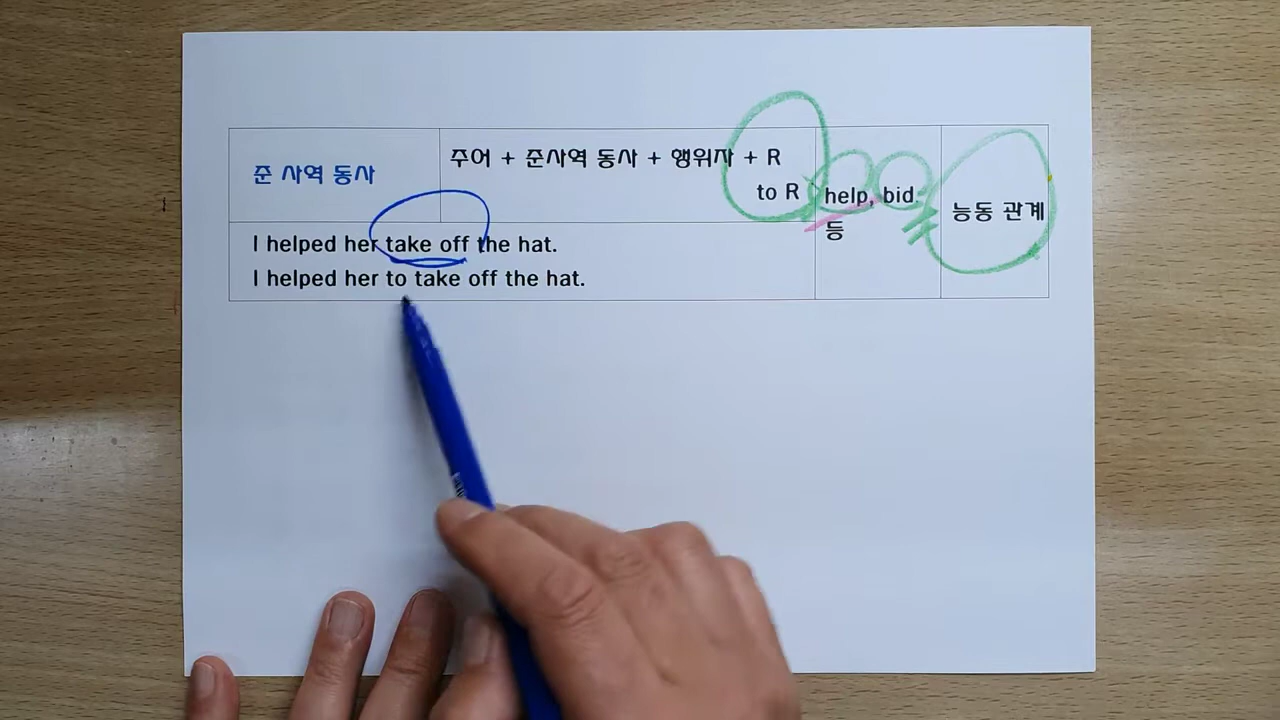 준 사역 동사
주어 + 준사역 동사 + 행위자 + R
to R
help, bid
등
능동 관계
I helped her take off the hat.
I helped her to take off the hat.